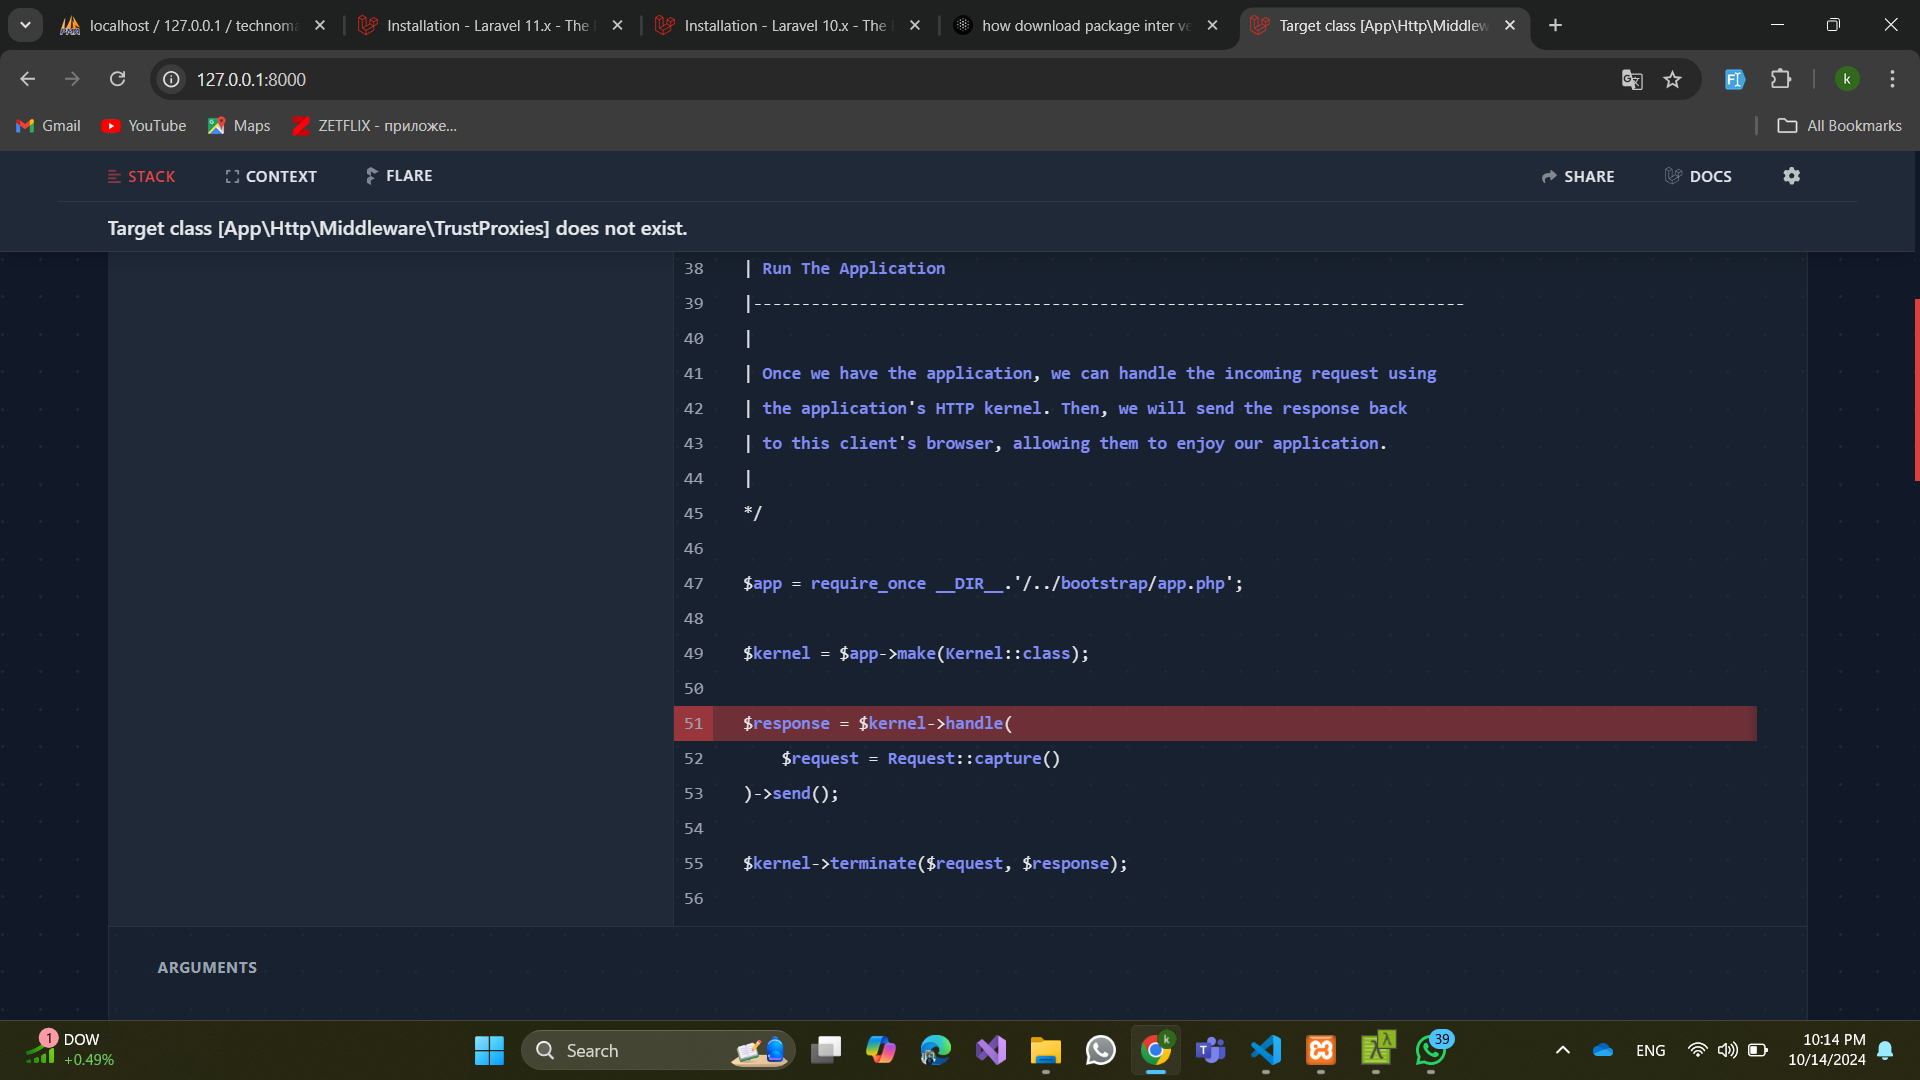 localhost / 127.0.0.1 / technoma
Installation - Laravel 11.x - The
Installation - Laravel 10.x - The
how download package inter ve
Target class [App\Http\Middlew
127.0.0.1:8000
k
Gmail
YouTube
Maps
ZETFLIX - приложе...
All Bookmarks
STACK
CONTEXT
FLARE
SHARE
DOCS
Target class [App\Http\Middleware\TrustProxies] does not exist.
38 | Run The Application
39 |--------------------------------------------------------------------------
40 |
41 | Once we have the application, we can handle the incoming request using
42 | the application's HTTP kernel. Then, we will send the response back
43 | to this client's browser, allowing them to enjoy our application.
44 |
45 */
46
47 $app = require_once __DIR__.'/../bootstrap/app.php';
48
49 $kernel = $app->make(Kernel::class);
50
51 $response = $kernel->handle(
52     $request = Request::capture()
53 )->send();
54
55 $kernel->terminate($request, $response);
56
ARGUMENTS
1
DOW
+0.49%
Search
k
39
ENG
10:14 PM
10/14/2024